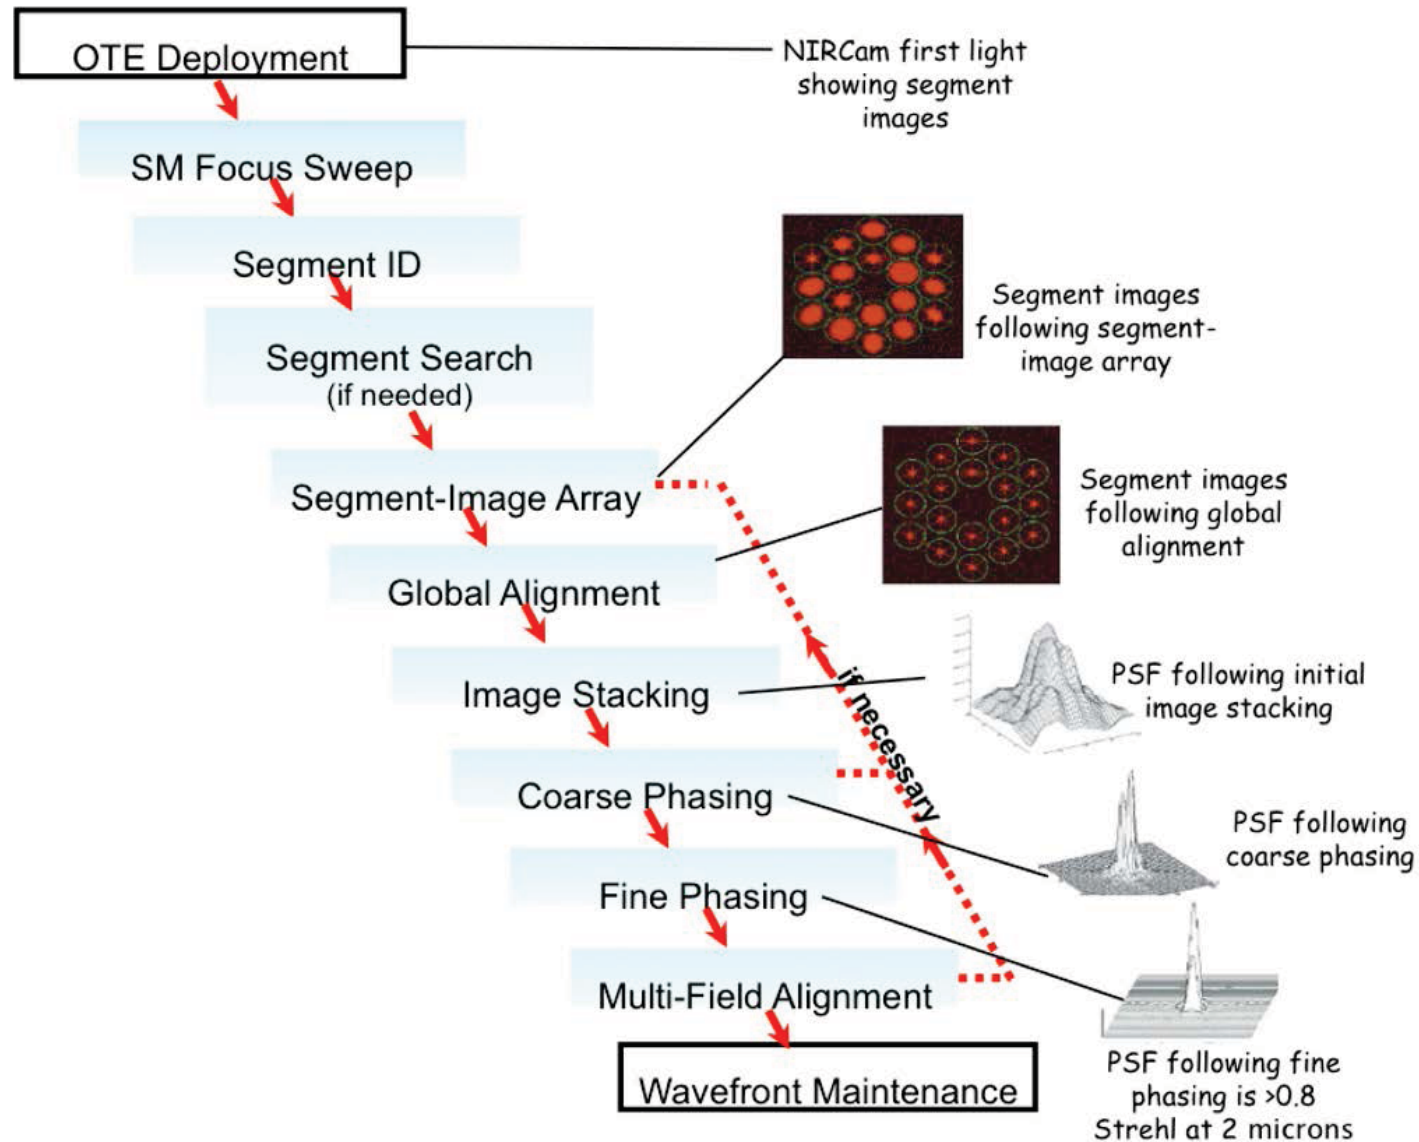 OTE Deployment
NIRCam first light
showing segment
images
SM Focus Sweep
Segment ID
Segment Search
(if needed)
Segment images
following segment-
image array
Segment-Image Array
Segment images
following global
alignment
Global Alignment
Image Stacking
PSF following initial
image stacking
if necessary
Coarse Phasing
PSF following
coarse phasing
Fine Phasing
Multi-Field Alignment
PSF following fine
phasing is >0.8
Strehl at 2 microns
Wavefront Maintenance